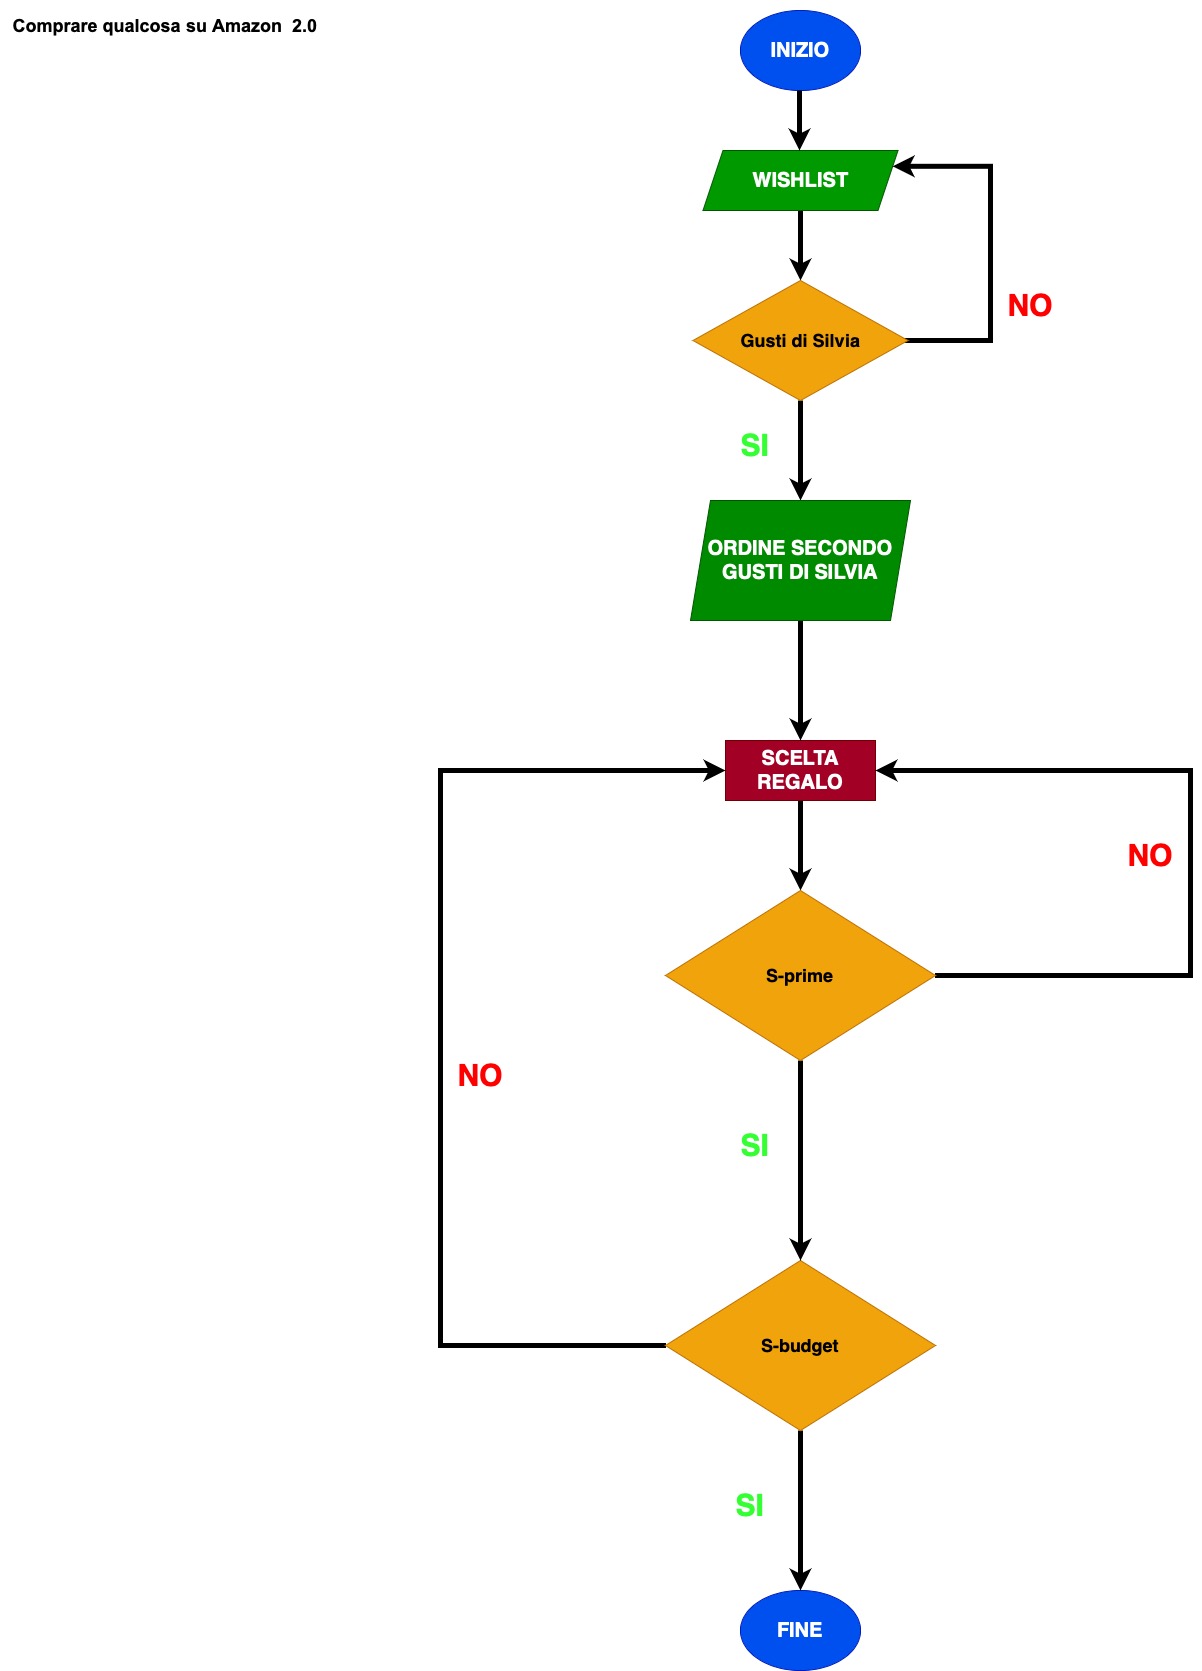 Comprare qualcosa su Amazon  2.0
INIZIO
WISHLIST
NO
Gusti di Silvia
SI
ORDINE SECONDO
GUSTI DI SILVIA
SCELTA
REGALO
NO
S-prime
NO
SI
S-budget
SI
FINE